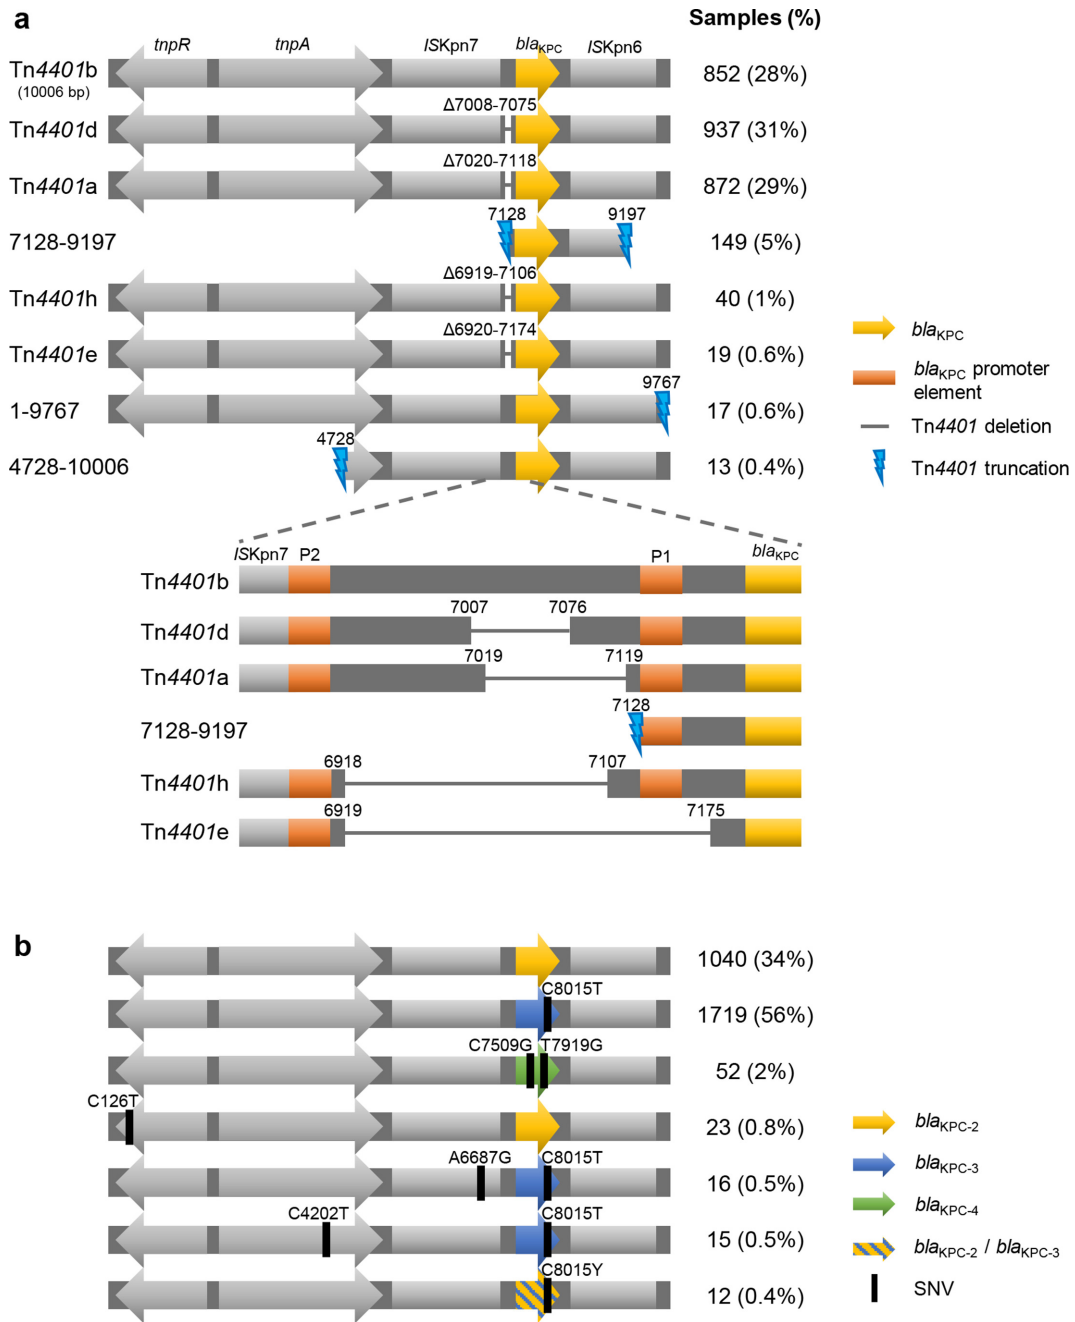 a
Samples (%)
tnpR tnpA ISKpn7 blaKPC ISKpn6
Tn4401b
(10006 bp)
852 (28%)
Δ7008-7075
Tn4401d
937 (31%)
Δ7020-7118
Tn4401a
872 (29%)
7128 9197
7128-9197
149 (5%)
Δ6919-7106
Tn4401h
40 (1%)
Δ6920-7174
Tn4401e
19 (0.6%)
9767
1-9767
17 (0.6%)
4728
4728-10006
13 (0.4%)
blaKPC
blaKPC promoter
element
Tn4401 deletion
Tn4401 truncation
ISKpn7 P2 P1 blaKPC
Tn4401b
7007 7076
Tn4401d
7019 7119
Tn4401a
7128
7128-9197
6918 7107
Tn4401h
6919 7175
Tn4401e
b
1040 (34%)
C8015T
1719 (56%)
C7509G T7919G
52 (2%)
C126T
23 (0.8%)
A6687G C8015T
16 (0.5%)
C4202T C8015T
15 (0.5%)
C8015Y
12 (0.4%)
blaKPC-2
blaKPC-3
blaKPC-4
blaKPC-2 / blaKPC-3
SNV